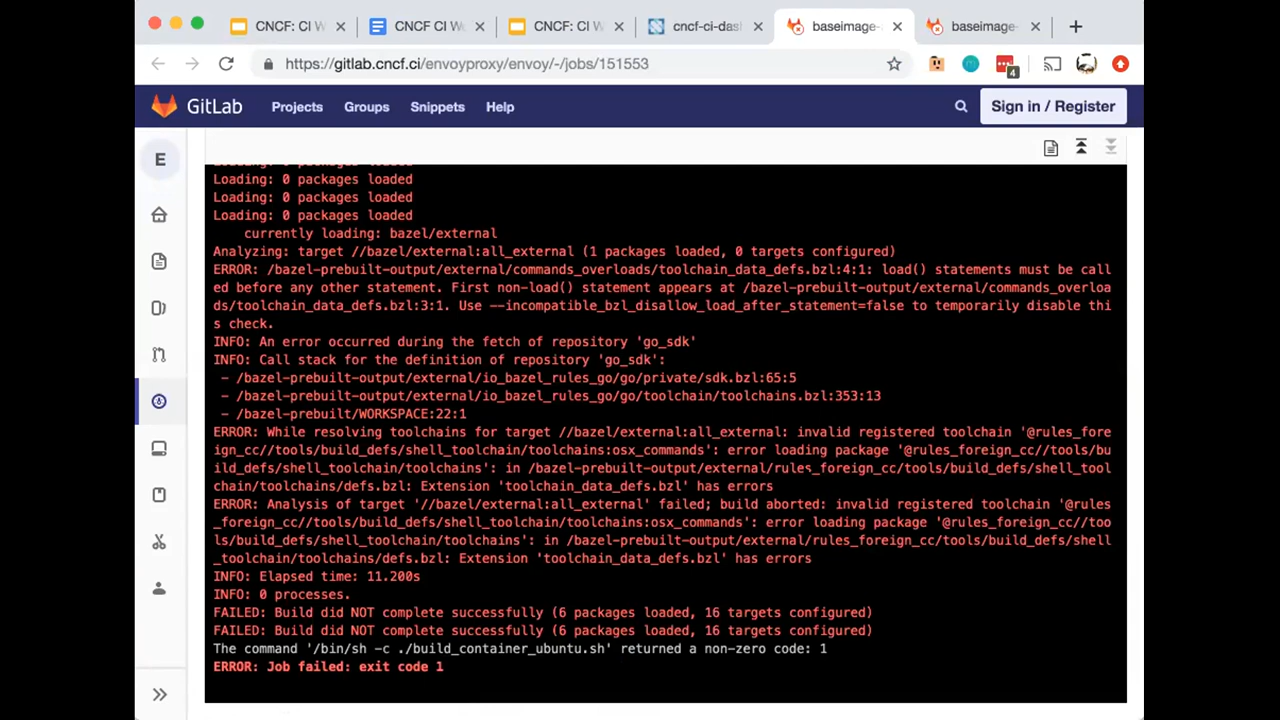 CNCF: CI W
CNCF CI We
CNCF: CI W
cncf-ci-das
baseimage-
baseimage-
https://gitlab.cncf.ci/envoyproxy/envoy/-/jobs/151553
4
GitLab
Projects
Groups
Snippets
Help
Sign in / Register
E
Loading: 0 packages loaded
Loading: 0 packages loaded
Loading: 0 packages loaded
Loading: 0 packages loaded
currently loading: bazel/external
Analyzing: target //bazel/external:all_external (1 packages loaded, 0 targets configured)
ERROR: /bazel-prebuilt-output/external/commands_overloads/toolchain_data_defs.bzl:4:1: load() statements must be call
ed before any other statement. First non-load() statement appears at /bazel-prebuilt-output/external/commands_overloa
ds/toolchain_data_defs.bzl:3:1. Use --incompatible_bzl_disallow_load_after_statement=false to temporarily disable thi
s check.
INFO: An error occurred during the fetch of repository 'go_sdk'
INFO: Call stack for the definition of repository 'go_sdk':
- /bazel-prebuilt-output/external/io_bazel_rules_go/go/private/sdk.bzl:65:5
- /bazel-prebuilt-output/external/io_bazel_rules_go/go/toolchain/toolchains.bzl:353:13
- /bazel-prebuilt/WORKSPACE:22:1
ERROR: While resolving toolchains for target //bazel/external:all_external: invalid registered toolchain '@rules_fore
ign_cc//tools/build_defs/shell_toolchain/toolchains:osx_commands': error loading package '@rules_foreign_cc//tools/bu
ild_defs/shell_toolchain/toolchains': in /bazel-prebuilt-output/external/rules_foreign_cc/tools/build_defs/shell_tool
chain/toolchains/defs.bzl: Extension 'toolchain_data_defs.bzl' has errors
ERROR: Analysis of target '//bazel/external:all_external' failed; build aborted: invalid registered toolchain '@rules
_foreign_cc//tools/build_defs/shell_toolchain/toolchains:osx_commands': error loading package '@rules_foreign_cc//too
ls/build_defs/shell_toolchain/toolchains': in /bazel-prebuilt-output/external/rules_foreign_cc/tools/build_defs/shell
_toolchain/toolchains/defs.bzl: Extension 'toolchain_data_defs.bzl' has errors
INFO: Elapsed time: 11.200s
INFO: 0 processes.
FAILED: Build did NOT complete successfully (6 packages loaded, 16 targets configured)
FAILED: Build did NOT complete successfully (6 packages loaded, 16 targets configured)
The command '/bin/sh -c ./build_container_ubuntu.sh' returned a non-zero code: 1
ERROR: Job failed: exit code 1